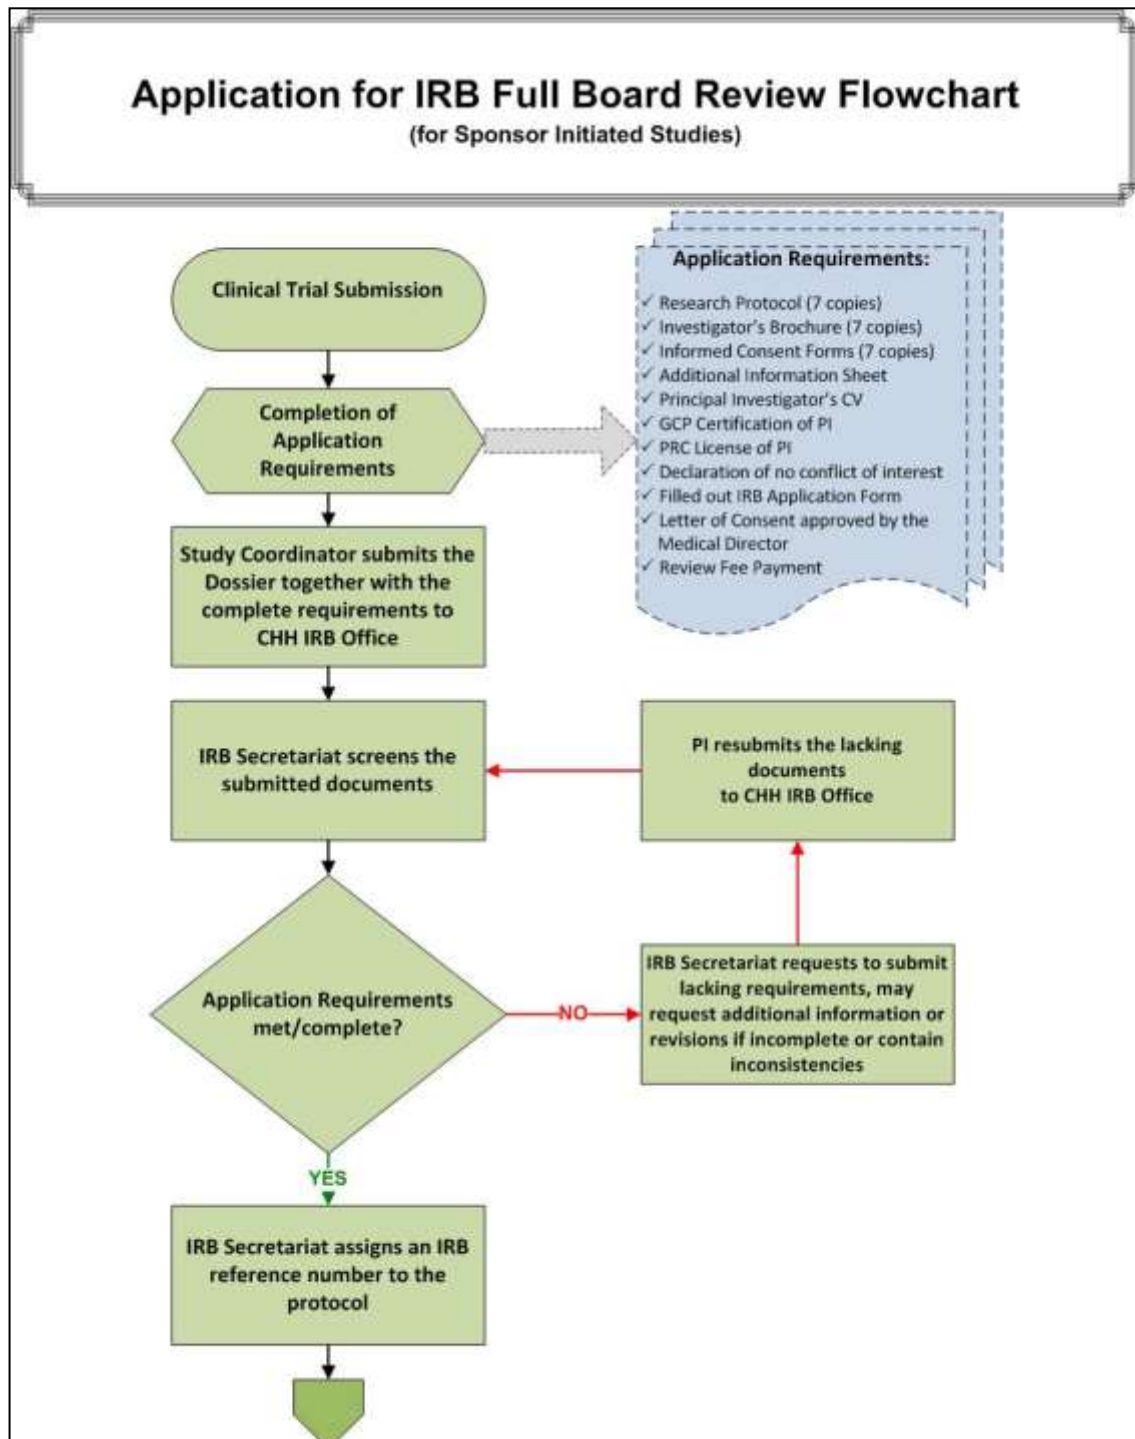 Application for IRB Full Board Review Flowchart
(for Sponsor Initiated Studies)
Clinical Trial Submission
Application Requirements:
✓ Research Protocol (7 copies)
✓ Investigator's Brochure (7 copies)
✓ Informed Consent Forms (7 copies)
✓ Additional Information Sheet
✓ Principal Investigator's CV
✓ GCP Certification of PI
✓ PRC License of PI
✓ Declaration of no conflict of interest
✓ Filled out IRB Application Form
✓ Letter of Consent approved by the
Medical Director
✓ Review Fee Payment
Completion of
Application
Requirements
Study Coordinator submits the
Dossier together with the
complete requirements to
CHH IRB Office
IRB Secretariat screens the
submitted documents
PI resubmits the lacking
documents
to CHH IRB Office
Application Requirements
met/complete?
NO
IRB Secretariat requests to submit
lacking requirements, may
request additional information or
revisions if incomplete or contain
inconsistencies
YES
IRB Secretariat assigns an IRB
reference number to the
protocol